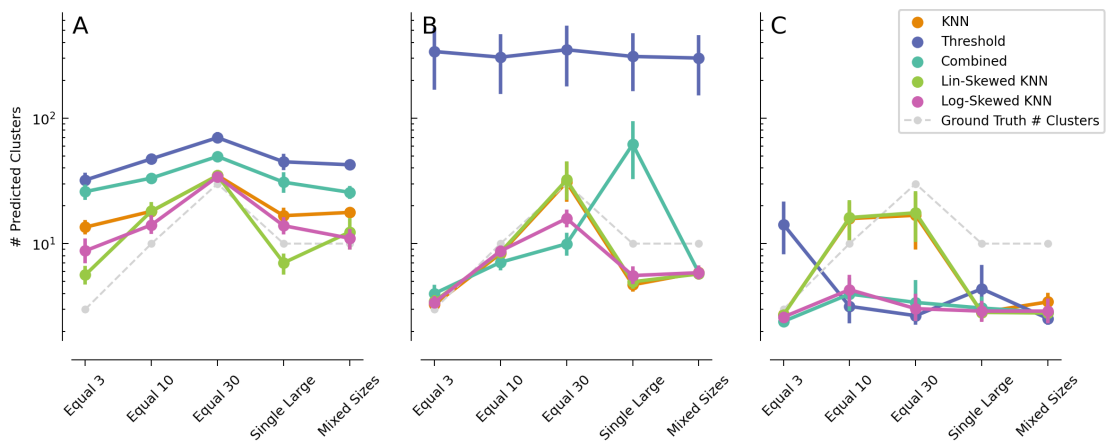 A
B
C
KNN
Threshold
Combined
Lin-Skewed KNN
Log-Skewed KNN
Ground Truth # Clusters
# Predicted Clusters
10²
10¹
Equal 3
Equal 10
Equal 30
Single Large
Mixed Sizes
Equal 3
Equal 10
Equal 30
Single Large
Mixed Sizes
Equal 3
Equal 10
Equal 30
Single Large
Mixed Sizes